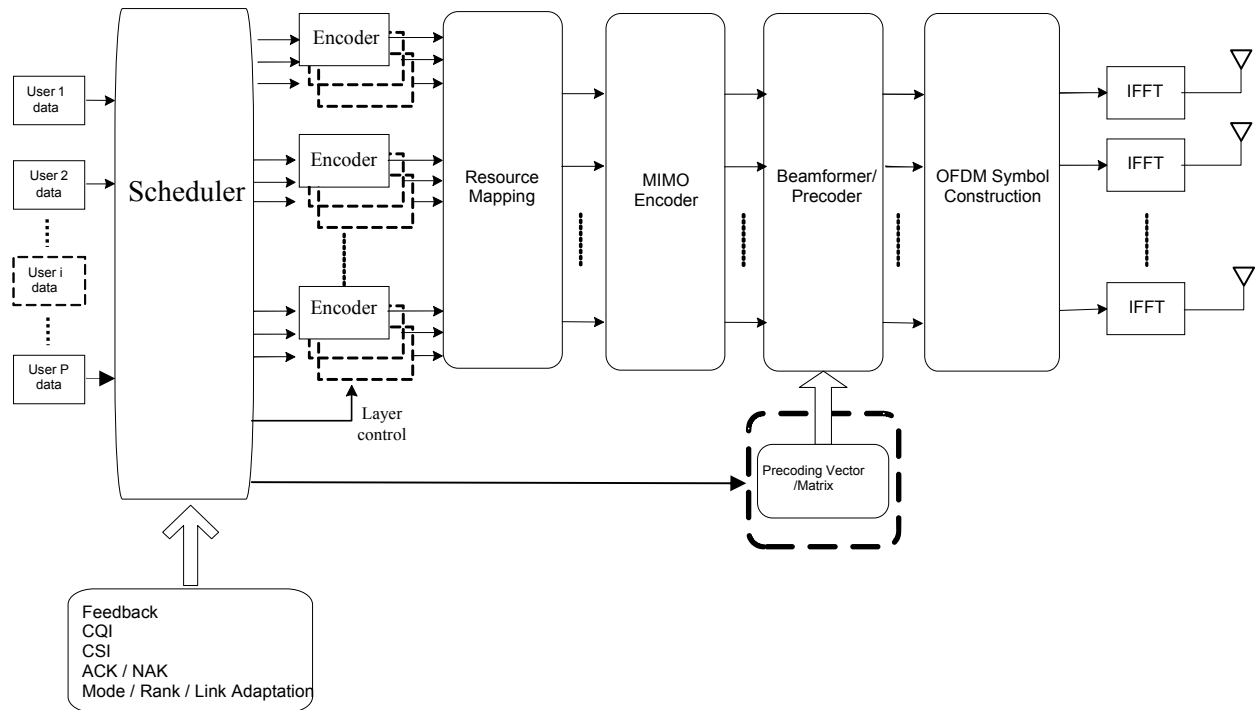 User 1
data
User 2
data
User i
data
User P
data
Scheduler
Encoder
Encoder
Encoder
Layer
control
Resource
Mapping
MIMO
Encoder
Beamformer/
Precoder
Precoding Vector
/Matrix
OFDM Symbol
Construction
IFFT
IFFT
IFFT
Feedback
CQI
CSI
ACK / NAK
Mode / Rank / Link Adaptation